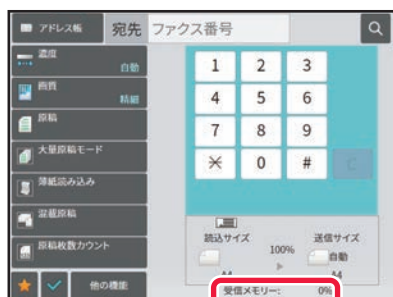 アドレス帳
宛先
ファクス番号
濃度
自動
画質
精細
原稿
大量原稿モード
薄紙読み込み
混載原稿
原稿枚数カウント
他の機能
1 2 3
4 5 6
7 8 9
＊ 0 # C
読込サイズ
100%
送信サイズ
自動
A4
A4
受信メモリー: 0%